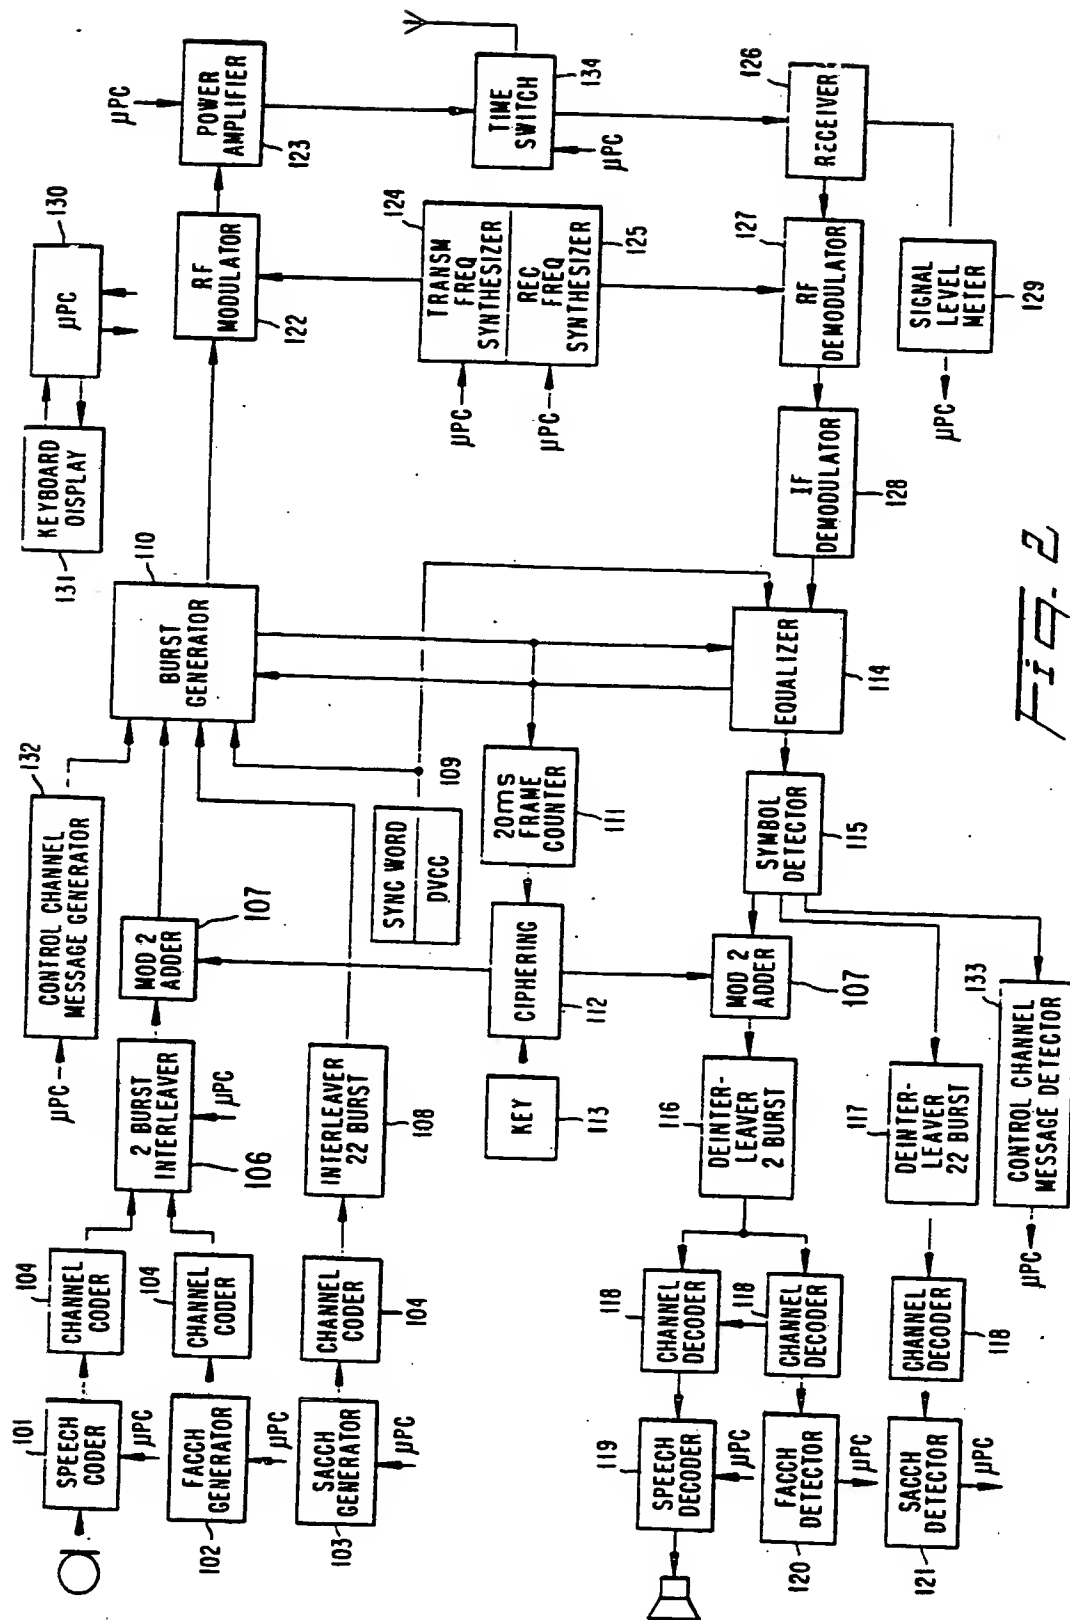 101
SPEECH
CODER
µPC
104
CHANNEL
CODER
FACCH
GENERATOR
102
µPC
104
CHANNEL
CODER
SACCH
GENERATOR
103
µPC
CHANNEL
CODER
104
2 BURST
INTERLEAVER
106
µPC
INTERLEAVER
22 BURST
108
µPC
CONTROL CHANNEL
MESSAGE GENERATOR
132
MOD 2
ADDER
107
SYNC WORD
DVCC
109
BURST
GENERATOR
110
KEYBOARD
DISPLAY
131
µPC
130
RF
MODULATOR
122
µPC
POWER
AMPLIFIER
123
TIME
SWITCH
134
µPC
TRANSM
FREQ
SYNTHESIZER
124
REC
FREQ
SYNTHESIZER
125
µPC
µPC
20ms
FRAME
COUNTER
111
CIPHERING
112
KEY
113
RECEIVER
126
RF
DEMODULATOR
127
SIGNAL
LEVEL
METER
129
µPC
IF
DEMODULATOR
128
EQUALIZER
114
SYMBOL
DETECTOR
115
MOD 2
ADDER
107
DEINTER-
LEAVER
2 BURST
116
DEINTER-
LEAVER
22 BURST
117
CONTROL CHANNEL
MESSAGE DETECTOR
133
µPC
CHANNEL
DECODER
118
CHANNEL
DECODER
118
CHANNEL
DECODER
118
SPEECH
DECODER
119
µPC
FACCH
DETECTOR
120
µPC
SACCH
DETECTOR
121
µPC
Fig. 2